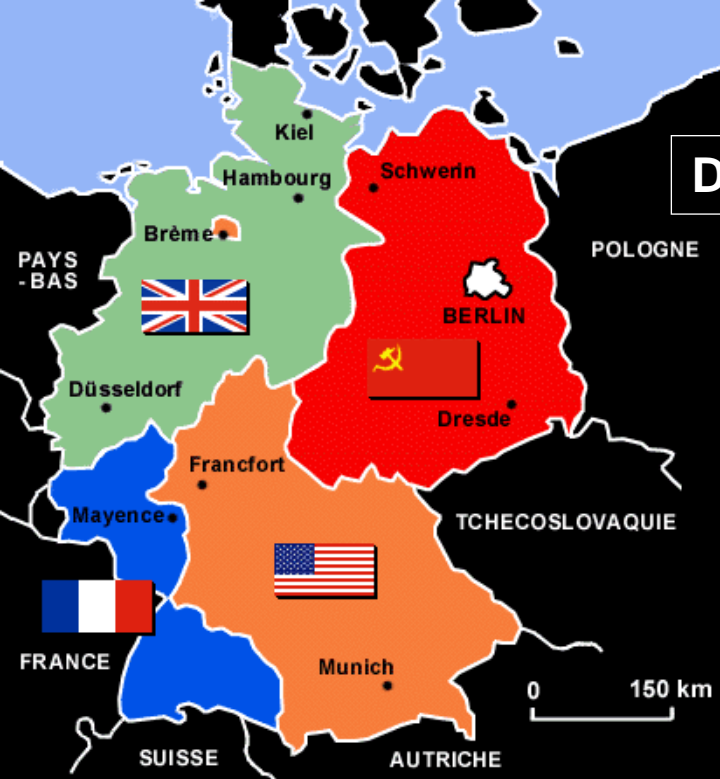 Kiel
Schwerin
D
Hambourg
Brème
POLOGNE
PAYS
-BAS
BERLIN
Düsseldorf
Dresde
Francfort
Mayence
TCHECOSLOVAQUIE
FRANCE
Munich
0 150 km
SUISSE
AUTRICHE